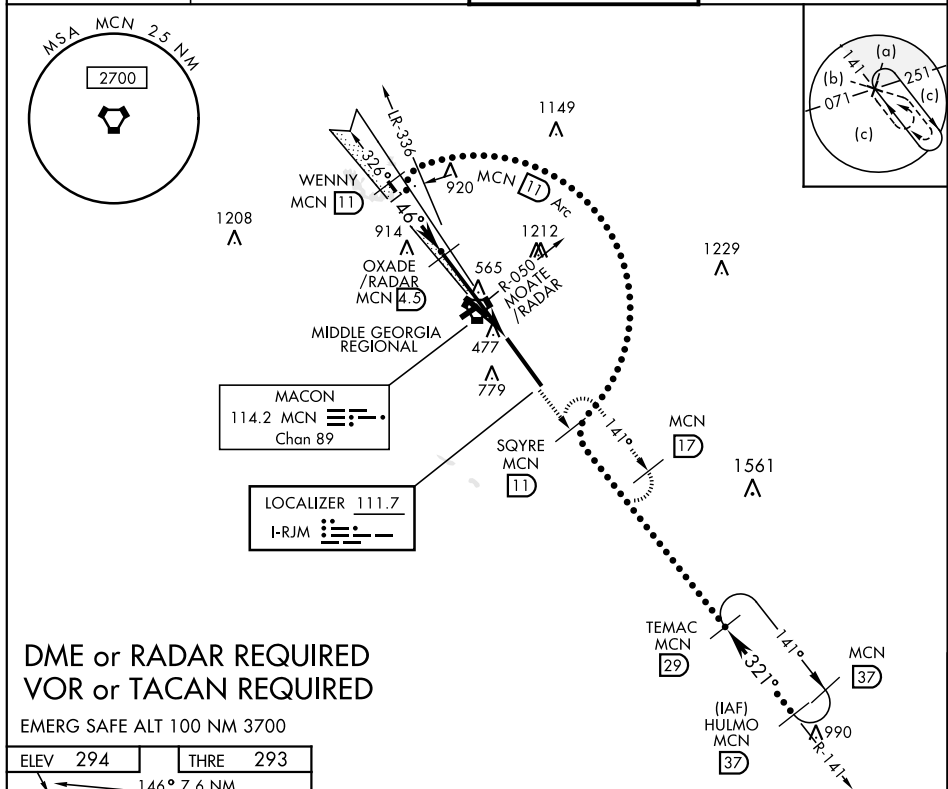 MSA MCN 25 NM
2700
(a)
141
(b)
251
071
(c)
(c)
1149
LR-336
326°
146°
WENNY
MCN 11
920
MCN 11 Arc
1208
914
1212
1229
OXADE
/RADAR
MCN 4.5
565
R-050
MOATE
/RADAR
MIDDLE GEORGIA
REGIONAL
477
779
MACON
114.2 MCN
Chan 89
SQYRE
MCN
11
141°
MCN
17
1561
LOCALIZER 111.7
I-RJM
TEMAC
MCN
29
141°
321°
MCN
37
(IAF)
HULMO
MCN
37
990
R-141
DME or RADAR REQUIRED
VOR or TACAN REQUIRED
EMERG SAFE ALT 100 NM 3700
ELEV 294
THRE 293
146° 7.6 NM